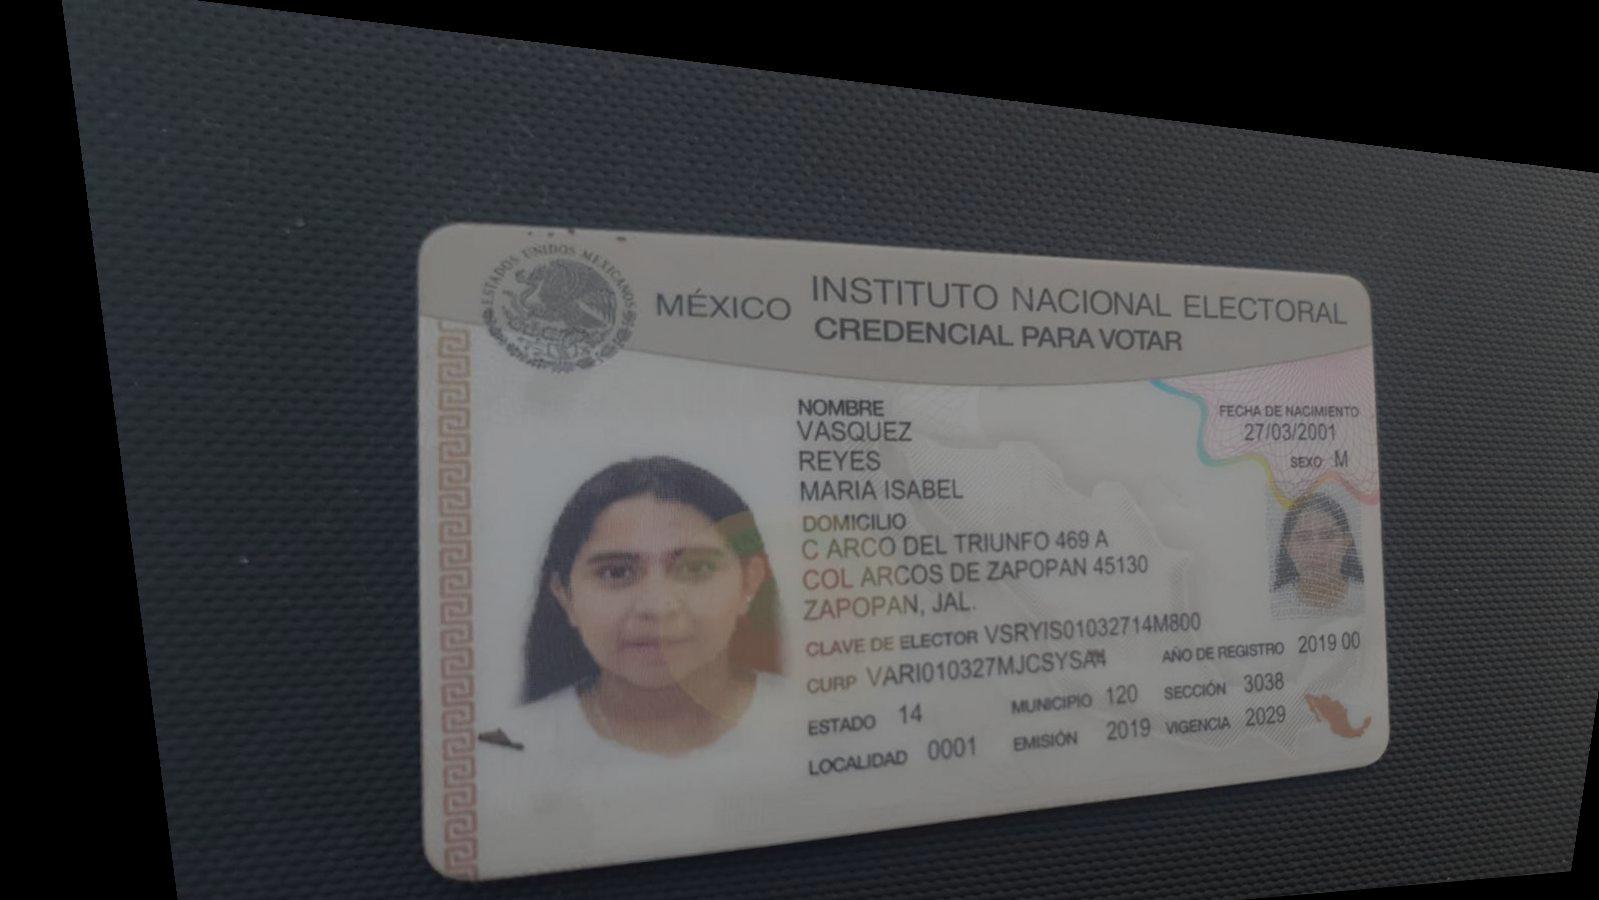 ESTADOS UNIDOS MEXICANOS
MÉXICO
INSTITUTO NACIONAL ELECTORAL
CREDENCIAL PARA VOTAR
NOMBRE
VASQUEZ
REYES
MARIA ISABEL
FECHA DE NACIMIENTO
27/03/2001
SEXO M
DOMICILIO
C ARCO DEL TRIUNFO 469 A
COL ARCOS DE ZAPOPAN 45130
ZAPOPAN, JAL.
CLAVE DE ELECTOR VSRYIS01032714M800
CURP
AÑO DE REGISTRO 2019 00
ESTADO 14
MUNICIPIO 120
SECCIÓN 3038
LOCALIDAD 0001
EMISIÓN 2019
VIGENCIA 2029